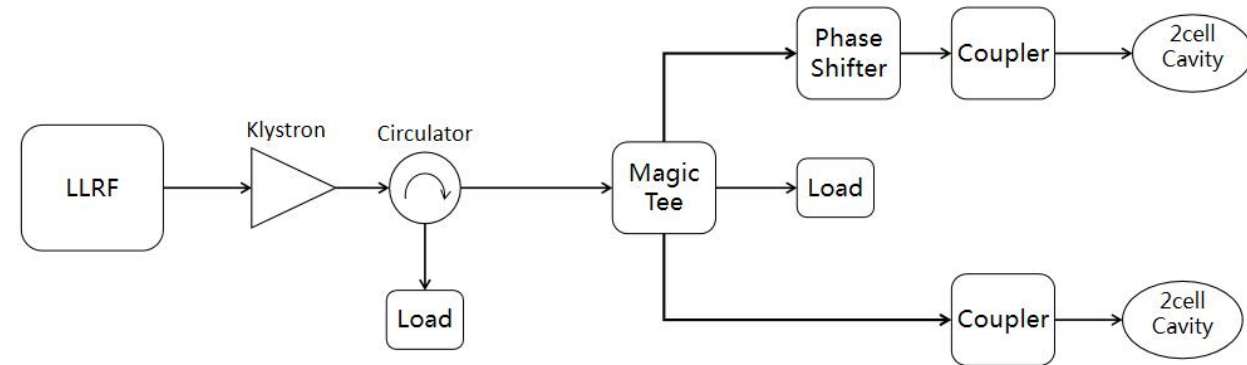 LLRF
Klystron
Circulator
Load
Magic
Tee
Phase
Shifter
Coupler
2cell
Cavity
Load
Coupler
2cell
Cavity